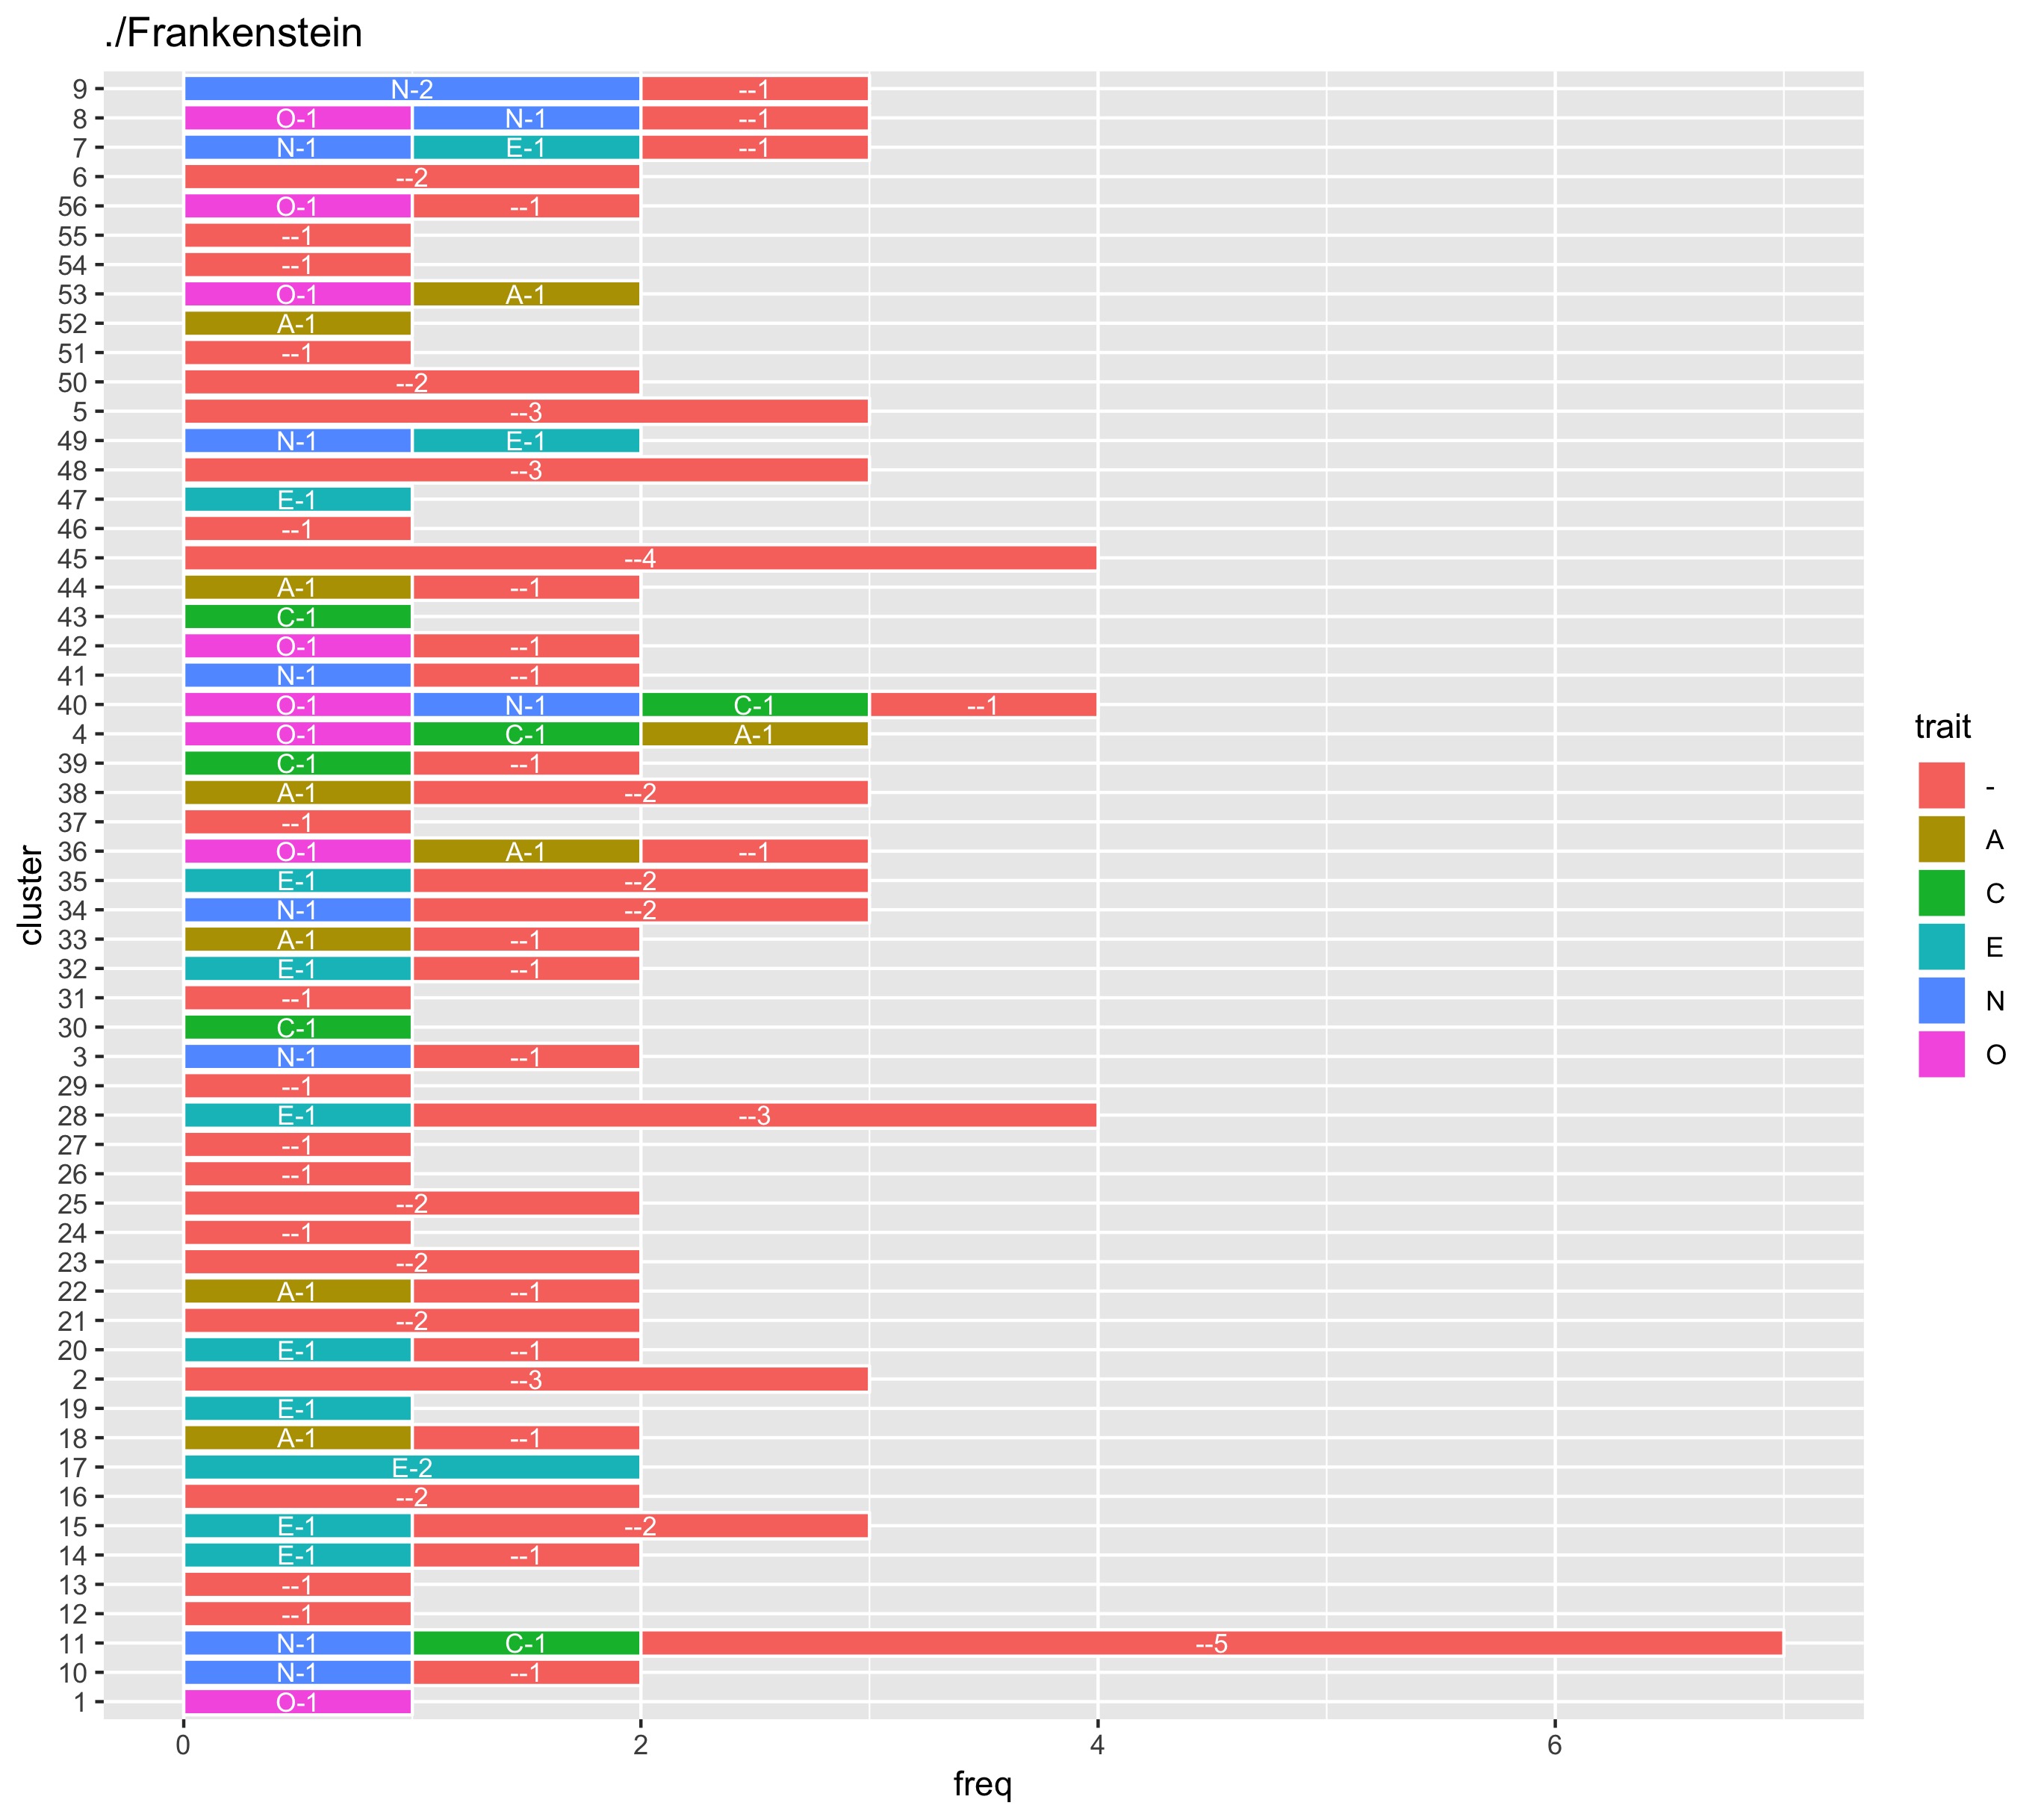 ./Frankenstein
9 N-2 --1
8 O-1 N-1 --1
7 N-1 E-1 --1
6 --2
56 O-1 --1
55 --1
54 --1
53 O-1 A-1
52 A-1
51 --1
50 --2
5 --3
49 N-1 E-1
48 --3
47 E-1
46 --1
45 --4
44 A-1 --1
43 C-1
42 O-1 --1
41 N-1 --1
40 O-1 N-1 C-1 --1
4 O-1 C-1 A-1
39 C-1 --1
38 A-1 --2
37 --1
36 O-1 A-1 --1
35 E-1 --2
34 N-1 --2
33 A-1 --1
32 E-1 --1
31 --1
30 C-1
3 N-1 --1
29 --1
28 E-1 --3
27 --1
26 --1
25 --2
24 --1
23 --2
22 A-1 --1
21 --2
20 E-1 --1
2 --3
19 E-1
18 A-1 --1
17 E-2
16 --2
15 E-1 --2
14 E-1 --1
13 --1
12 --1
11 N-1 C-1 --5
10 N-1 --1
1 O-1
0 2 4 6
freq
cluster
trait
-
A
C
E
N
O